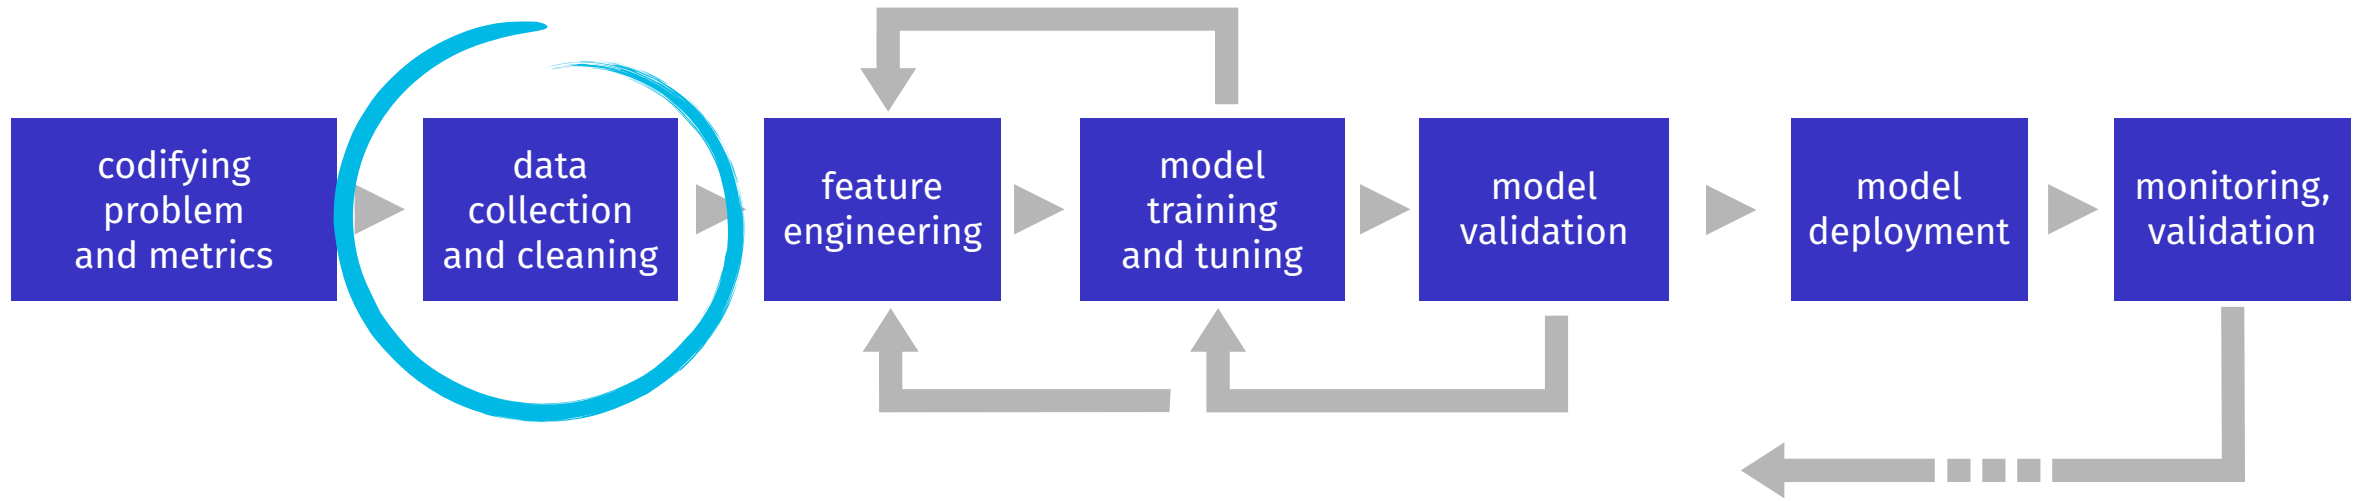 codifying
problem
and metrics
data
collection
and cleaning
feature
engineering
model
training
and tuning
model
validation
model
deployment
monitoring,
validation